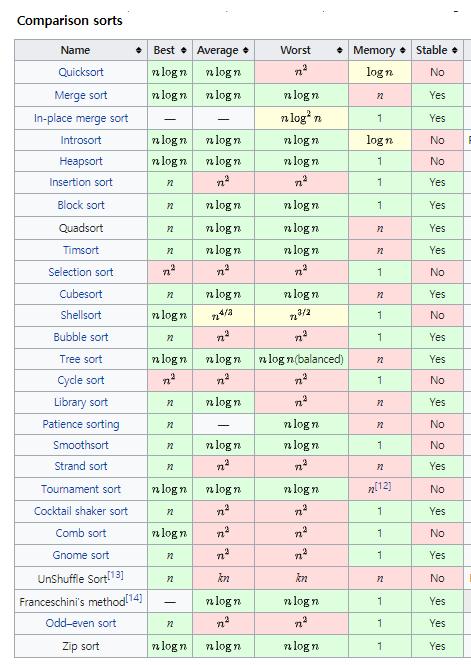 Comparison sorts
Name Best Average Worst Memory Stable
Quicksort n log n n log n n² log n No
Merge sort n log n n log n n log n n Yes
In-place merge sort — — n log² n 1 Yes
Introsort n log n n log n n log n log n No
Heapsort n log n n log n n log n 1 No
Insertion sort n n² n² 1 Yes
Block sort n n log n n log n 1 Yes
Quadsort n n log n n log n n Yes
Timsort n n log n n log n n Yes
Selection sort n² n² n² 1 No
Cubesort n n log n n log n n Yes
Shellsort n log n n^4/3 n^3/2 1 No
Bubble sort n n² n² 1 Yes
Tree sort n log n n log n n log n(balanced) n Yes
Cycle sort n² n² n² 1 No
Library sort n n log n n² n Yes
Patience sorting n — n log n n No
Smoothsort n n log n n log n 1 No
Strand sort n n² n² n Yes
Tournament sort n log n n log n n log n n[12] No
Cocktail shaker sort n n² n² 1 Yes
Comb sort n log n n² n² 1 No
Gnome sort n n² n² 1 Yes
UnShuffle Sort[13] n kn kn n No
Franceschini's method[14] — n log n n log n 1 Yes
Odd–even sort n n² n² 1 Yes
Zip sort n log n n log n n log n 1 Yes